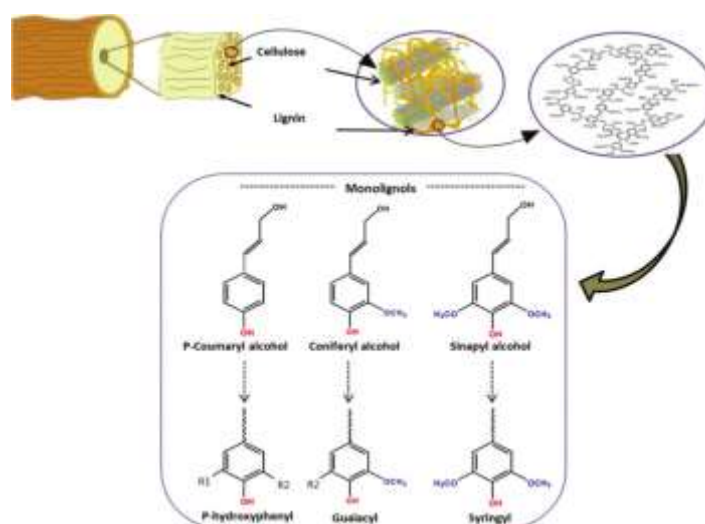 Cellulose
Lignin
Monolignols
OH
OH
OH
OCH₃
H₃CO
OCH₃
OH
OH
OH
P-Coumaryl alcohol
Coniferyl alcohol
Sinapyl alcohol
R1
R2
R2
OCH₃
H₃CO
OCH₃
OH
OH
OH
P-hydroxyphenyl
Guaiacyl
Syringyl